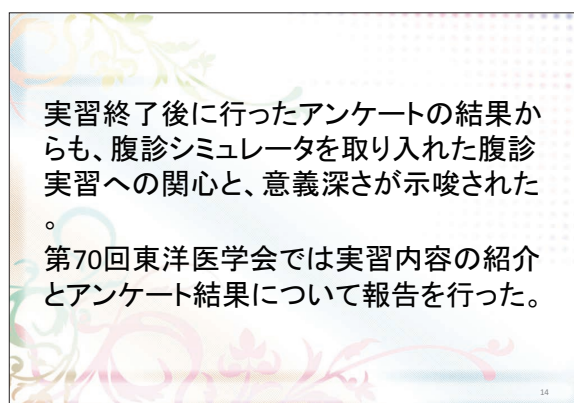 実習終了後に行ったアンケートの結果か
らも、腹診シミュレータを取り入れた腹診
実習への関心と、意義深さが示唆された
。
第70回東洋医学会では実習内容の紹介
とアンケート結果について報告を行った。
14